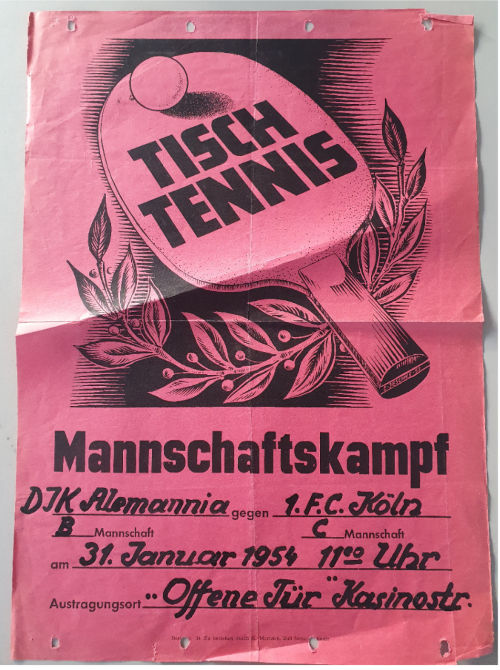 TISCH
TENNIS
Mannschaftskampf
DJK Alemannia gegen 1. F.C. Köln
B Mannschaft C Mannschaft
am 31. Januar 1954 11⁰⁰ Uhr
Austragungsort „Offene Tür" Kasinostr.